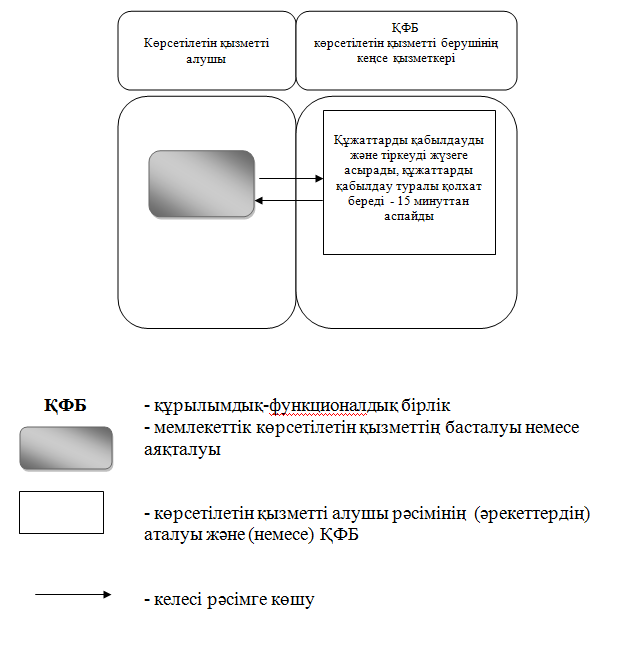 Көрсетілетін қызметті
алушы
ҚФБ
көрсетілетін қызметті берушінің
кеңсе қызметкері
Құжаттарды қабылдауды
және тіркеуді жүзеге
асырады, құжаттарды
қабылдау туралы қолхат
береді - 15 минуттан
аспайды
ҚФБ
- құрылымдық-функционалдық бірлік
- мемлекеттік көрсетілетін қызметтің басталуы немесе
аяқталуы
- көрсетілетін қызметті алушы рәсімінің (әрекеттердің)
аталуы және (немесе) ҚФБ
- келесі рәсімге көшу